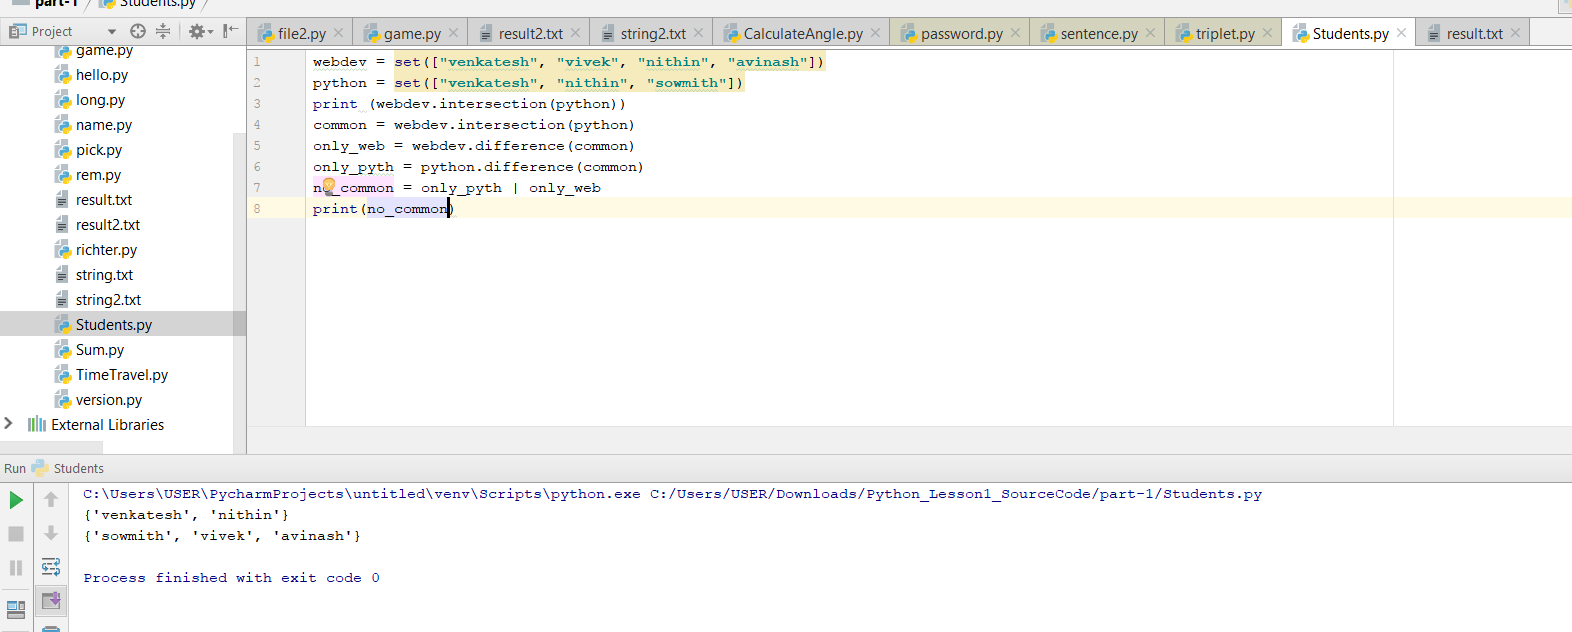 part-1 Students.py
Project
file2.py game.py result2.txt string2.txt CalculateAngle.py password.py sentence.py triplet.py Students.py result.txt
game.py
hello.py
long.py
name.py
pick.py
rem.py
result.txt
result2.txt
richter.py
string.txt
string2.txt
Students.py
Sum.py
TimeTravel.py
version.py
External Libraries
1 webdev = set(["venkatesh", "vivek", "nithin", "avinash"])
2 python = set(["venkatesh", "nithin", "sowmith"])
3 print (webdev.intersection(python))
4 common = webdev.intersection(python)
5 only_web = webdev.difference(common)
6 only_pyth = python.difference(common)
7 no_common = only_pyth | only_web
8 print(no_common)
Run Students
C:\Users\USER\PycharmProjects\untitled\venv\Scripts\python.exe C:/Users/USER/Downloads/Python_Lesson1_SourceCode/part-1/Students.py
{'venkatesh', 'nithin'}
{'sowmith', 'vivek', 'avinash'}
Process finished with exit code 0